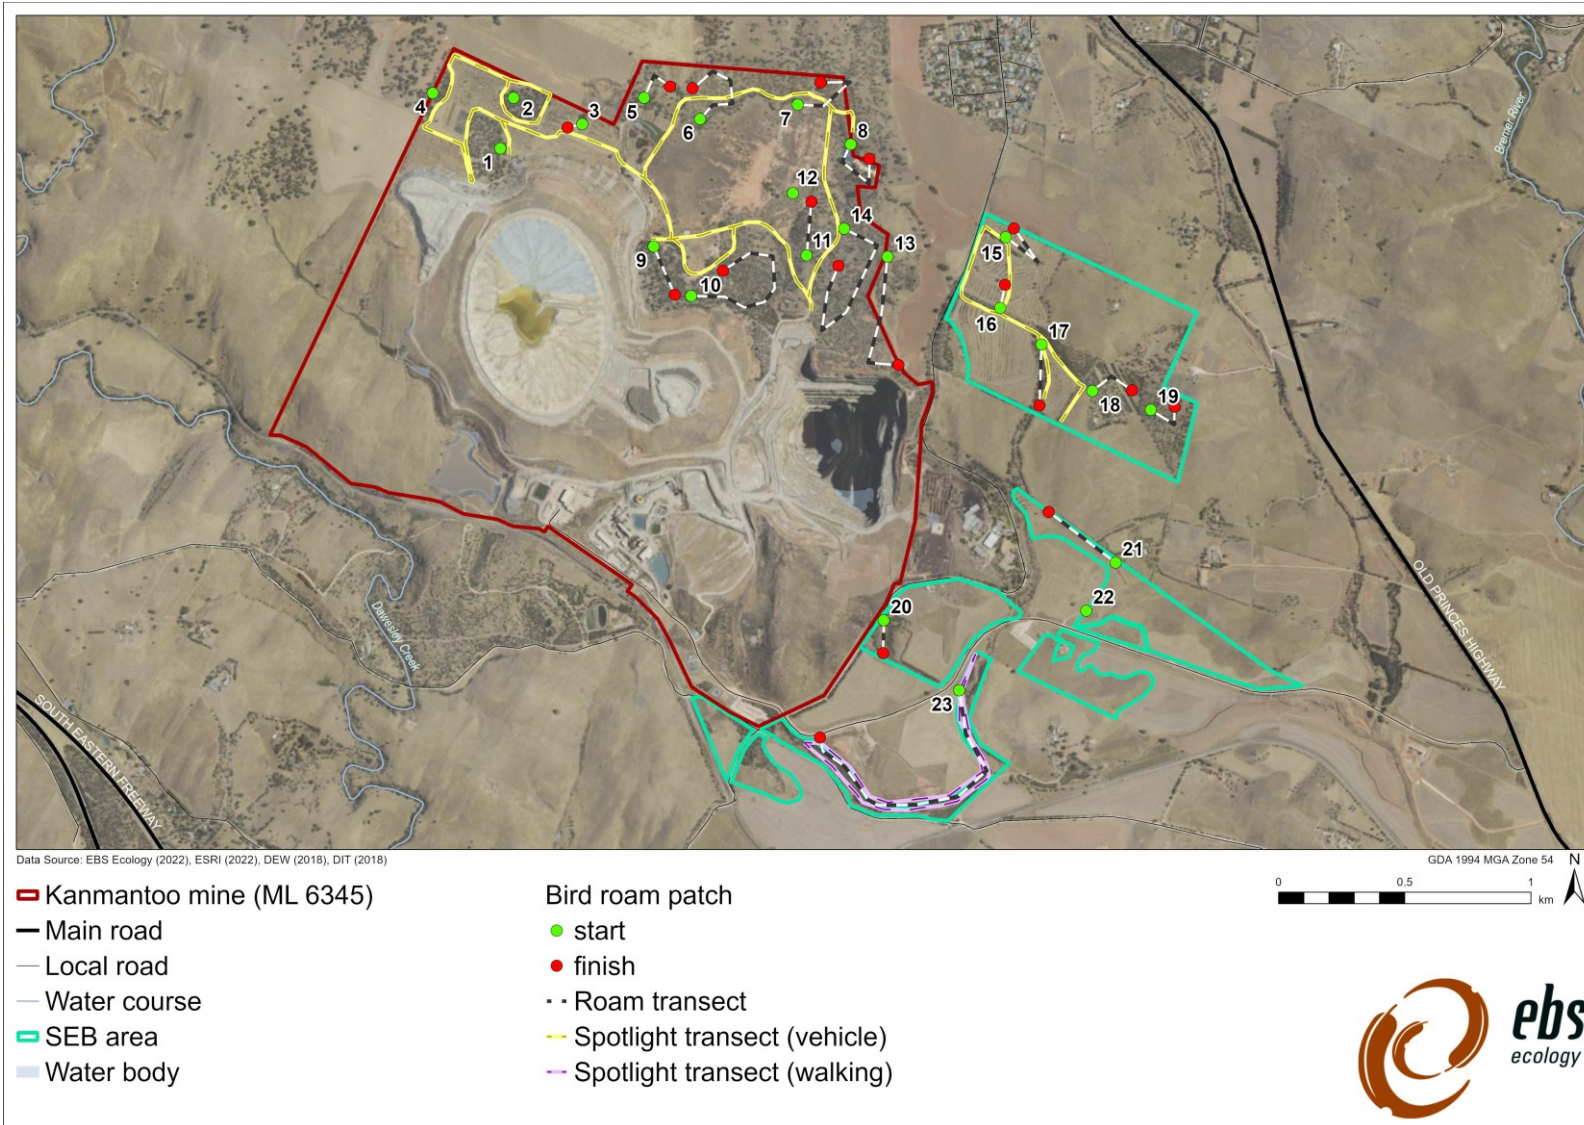 4
2
3
5
6
7
8
1
12
14
9
10
11
13
15
16
17
18
19
Bremer River
21
22
20
23
Dawesley Creek
OLD PRINCES HIGHWAY
SOUTH EASTERN FREEWAY
Data Source: EBS Ecology (2022), ESRI (2022), DEW (2018), DIT (2018)
GDA 1994 MGA Zone 54
N
0 0.5 1
km
Kanmantoo mine (ML 6345)
Main road
Local road
Water course
SEB area
Water body
Bird roam patch
start
finish
Roam transect
Spotlight transect (vehicle)
Spotlight transect (walking)
ebs
ecology